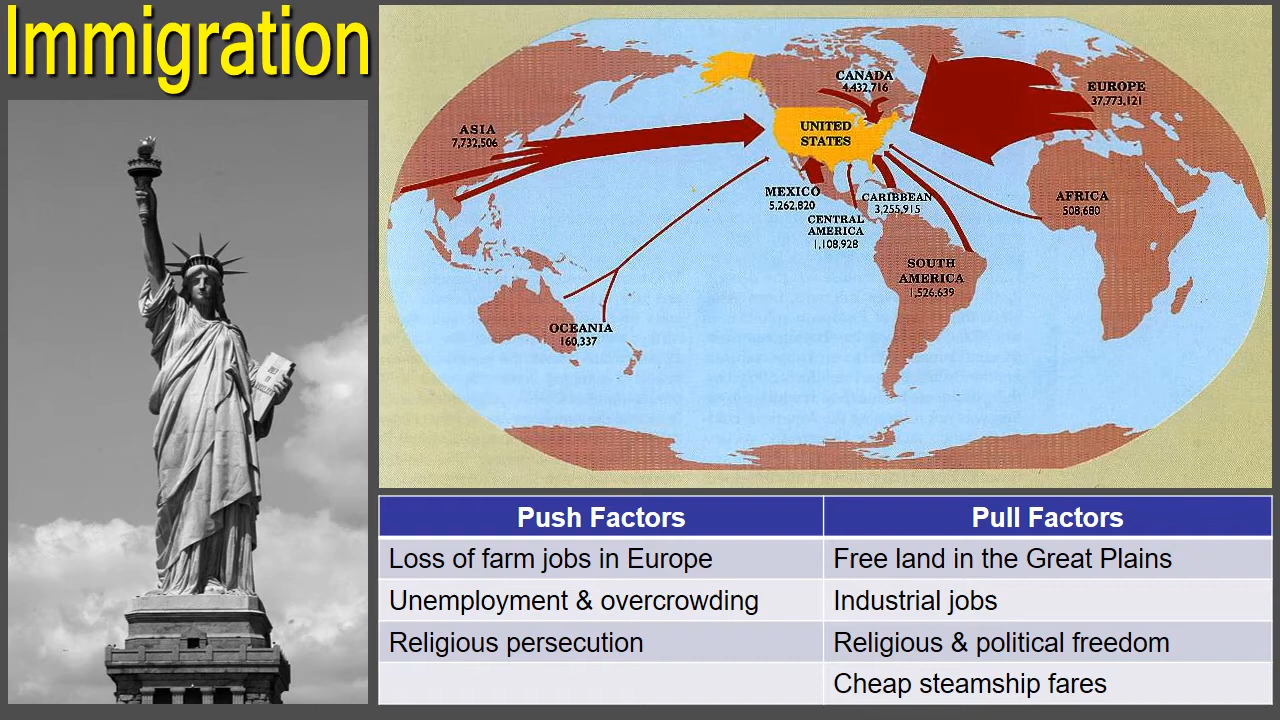 Immigration
CANADA
4,432,716
EUROPE
37,773,121
ASIA
7,732,506
UNITED
STATES
MEXICO
5,262,820
CARIBBEAN
3,255,915
AFRICA
508,680
CENTRAL
AMERICA
1,108,928
SOUTH
AMERICA
1,526,639
OCEANIA
160,337
Push Factors Pull Factors
Loss of farm jobs in Europe Free land in the Great Plains
Unemployment & overcrowding Industrial jobs
Religious persecution Religious & political freedom
Cheap steamship fares